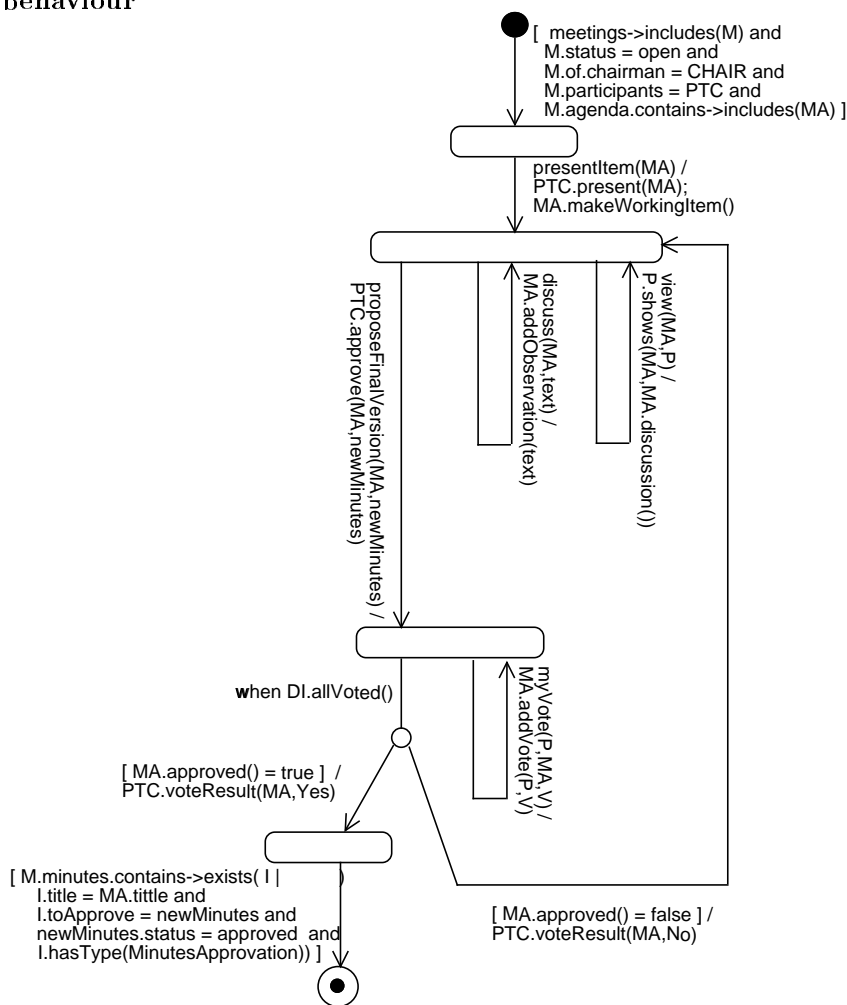 behaviour
[ meetings->includes(M) and
M.status = open and
M.of.chairman = CHAIR and
M.participants = PTC and
M.agenda.contains->includes(MA) ]
presentItem(MA) /
PTC.present(MA);
MA.makeWorkingItem()
proposeFinalVersion(MA,newMinutes) /
PTC.approve(MA,newMinutes)
discuss(MA,text) /
MA.addObservation(text)
view(MA,P) /
P.shows(MA,MA.discussion())
when DI.allVoted()
myVote(P,MA,V) /
MA.addVote(P,V)
[ MA.approved() = true ] /
PTC.voteResult(MA,Yes)
[ M.minutes.contains->exists( I | )
I.title = MA.tittle and
I.toApprove = newMinutes and
newMinutes.status = approved and
I.hasType(MinutesApprovation)) ]
[ MA.approved() = false ] /
PTC.voteResult(MA,No)